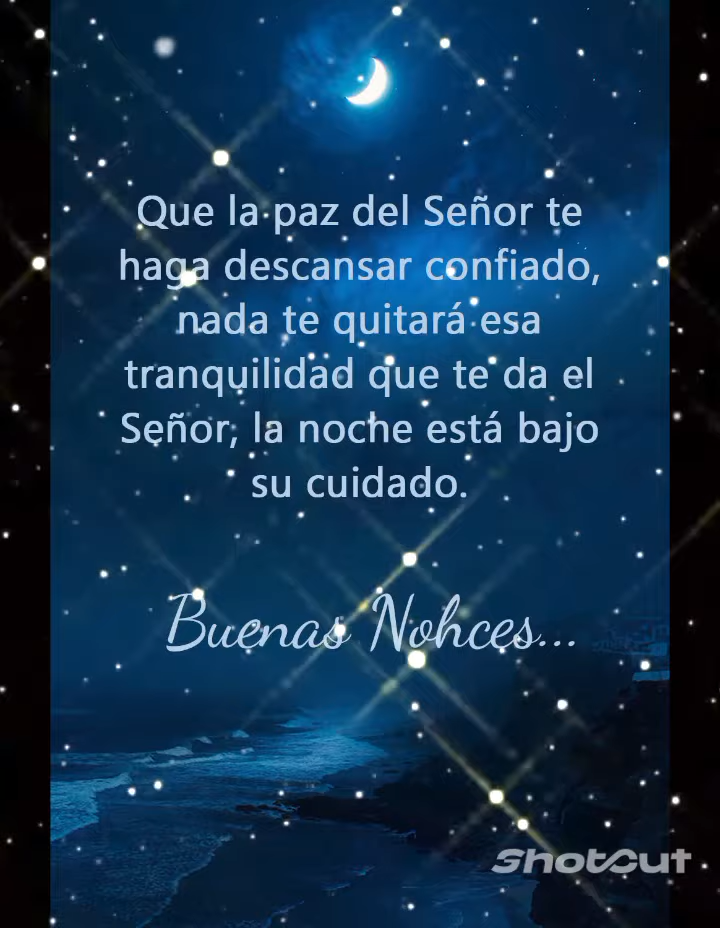 Que la paz del Señor te
haga descansar confiado,
nada te quitará esa
tranquilidad que te da el
Señor, la noche está bajo
su cuidado.
Buenas Nohces...
ShotCut